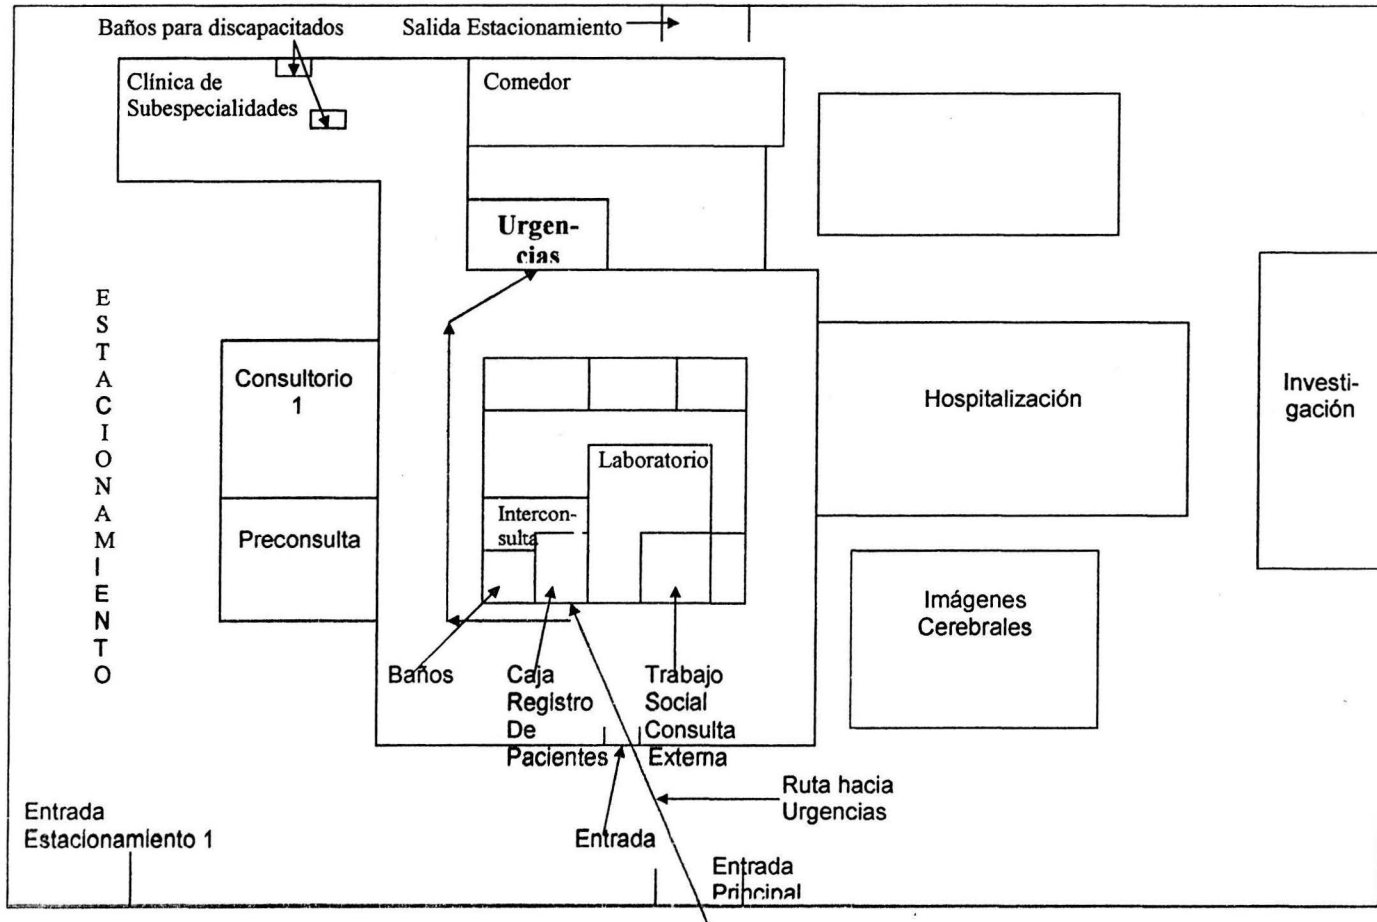 Baños para discapacitados
Salida Estacionamiento
Clínica de
Subespecialidades
Comedor
Urgen-
cias
ESTACIONAMIENTO
Consultorio
1
Hospitalización
Investi-
gación
Laboratorio
Intercon-
sulta
Preconsulta
Imágenes
Cerebrales
Baños
Caja
Registro
De
Pacientes
Trabajo
Social
Consulta
Externa
Ruta hacia
Urgencias
Entrada
Estacionamiento 1
Entrada
Entrada
Principal